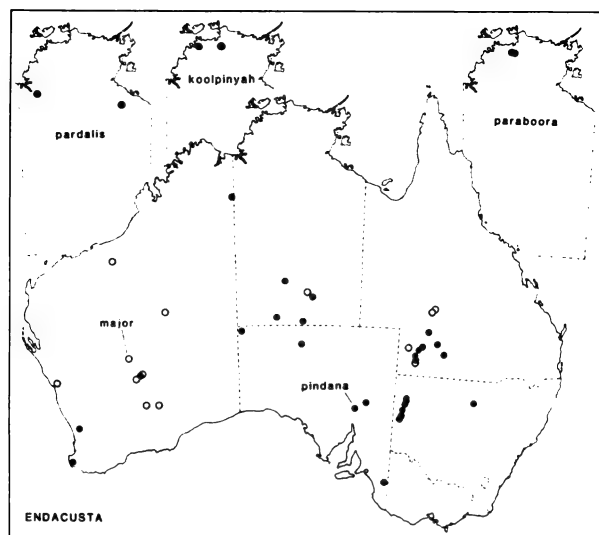 koolpinyah
pardalis
paraboora
major
pindana
ENDACUSTA